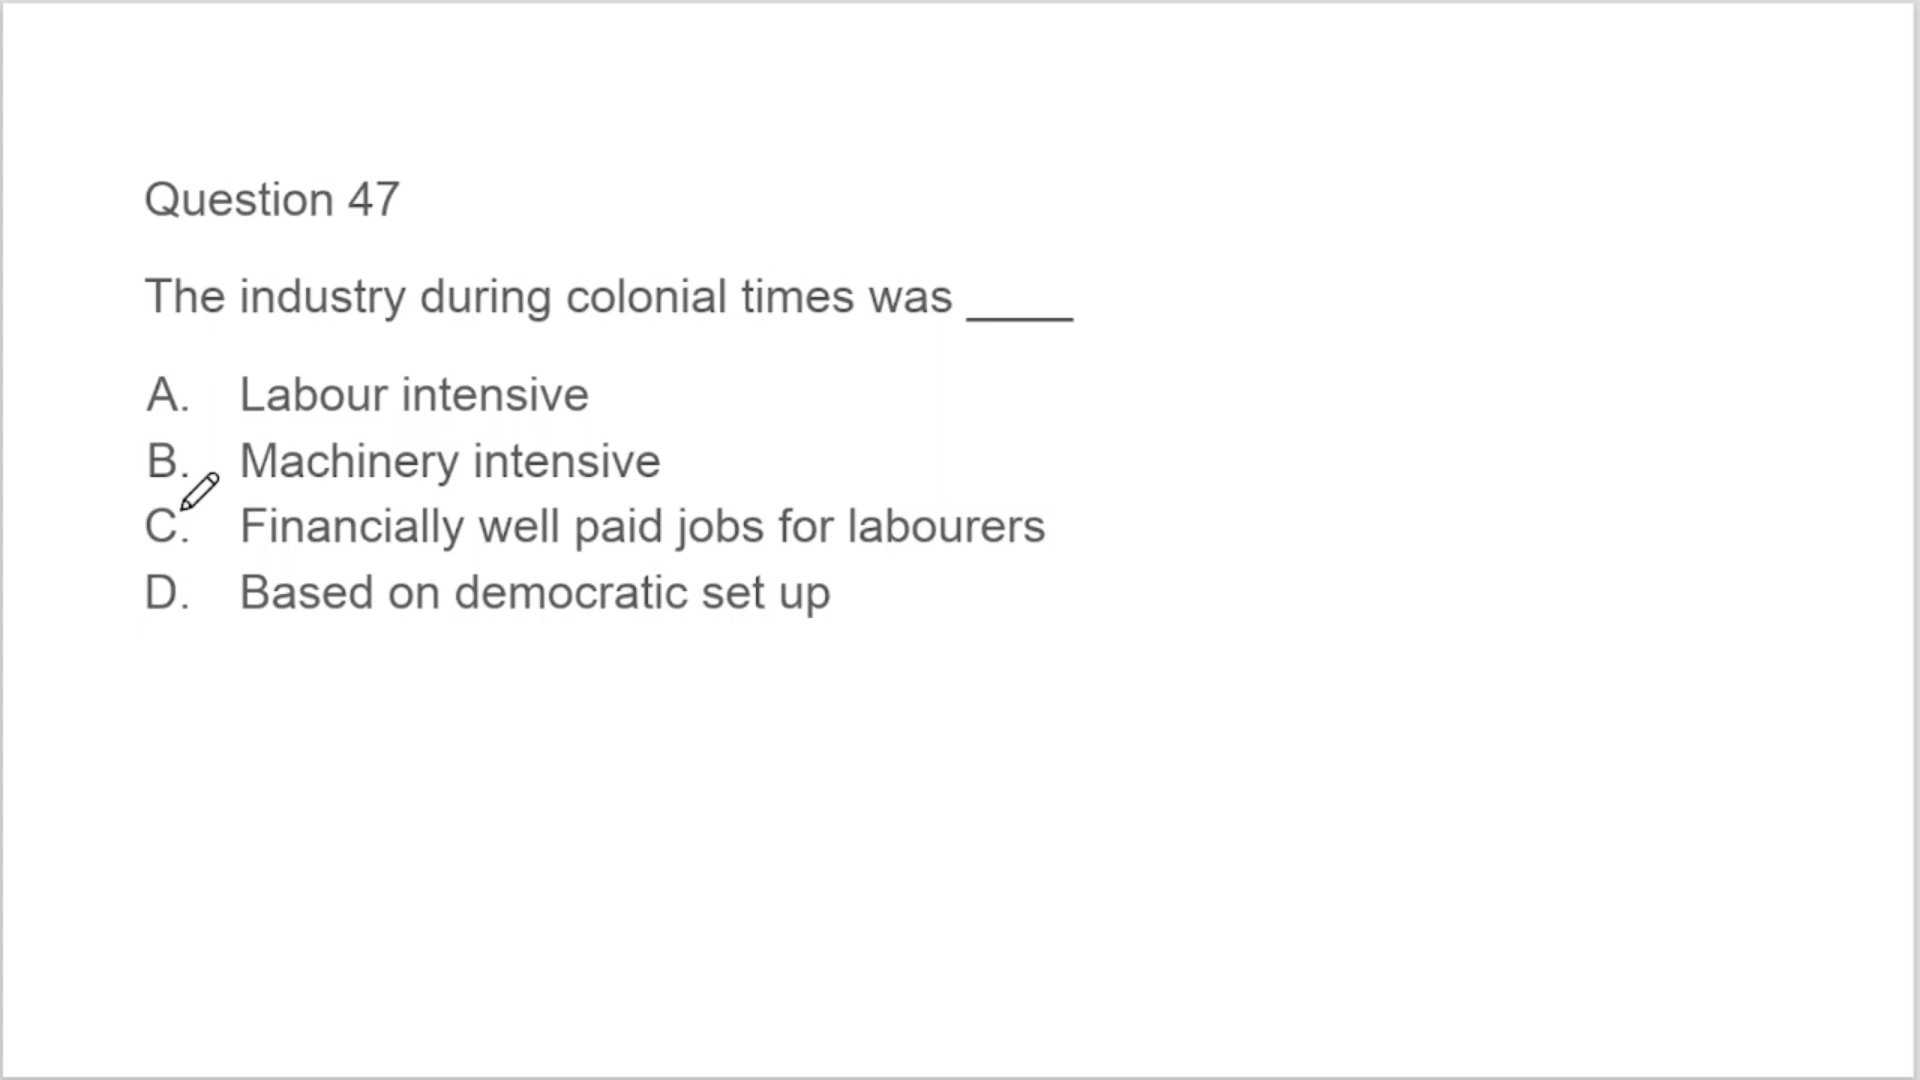 Question 47
The industry during colonial times was _____
A. Labour intensive
B. Machinery intensive
C. Financially well paid jobs for labourers
D. Based on democratic set up